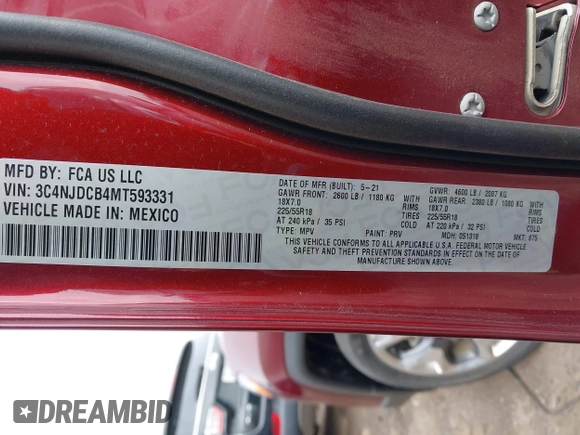 MFD BY: FCA US LLC
VIN: 3C4NJDCB4MT593331
VEHICLE MADE IN: MEXICO
DATE OF MFR (BUILT): 5-21
GVWR: 4600 LB / 2087 KG
GAWR FRONT: 2600 LB / 1180 KG
GAWR REAR: 2380 LB / 1080 KG
18X7.0
18X7.0
225/55R18 TIRES
225/55R18 TIRES
AT 240 kPa / 35 PSI COLD
AT 220 kPa / 32 PSI COLD
TYPE: MPV
PAINT: PRV
MDH: 051318
MKT: 875
THIS VEHICLE CONFORMS TO ALL APPLICABLE U.S.A. FEDERAL MOTOR VEHICLE
SAFETY AND THEFT PREVENTION STANDARDS IN EFFECT ON THE DATE OF
MANUFACTURE SHOWN ABOVE.
DREAMBID